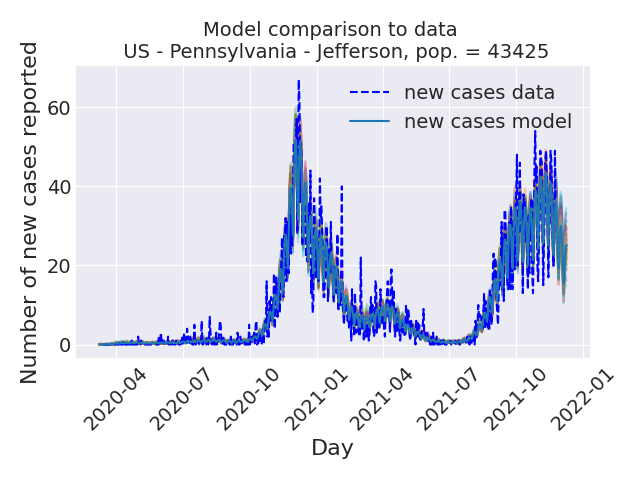 Model comparison to data
US - Pennsylvania - Jefferson, pop. = 43425
new cases data
new cases model
Number of new cases reported
60
40
20
0
2020-04
2020-07
2020-10
2021-01
2021-04
2021-07
2021-10
2022-01
Day